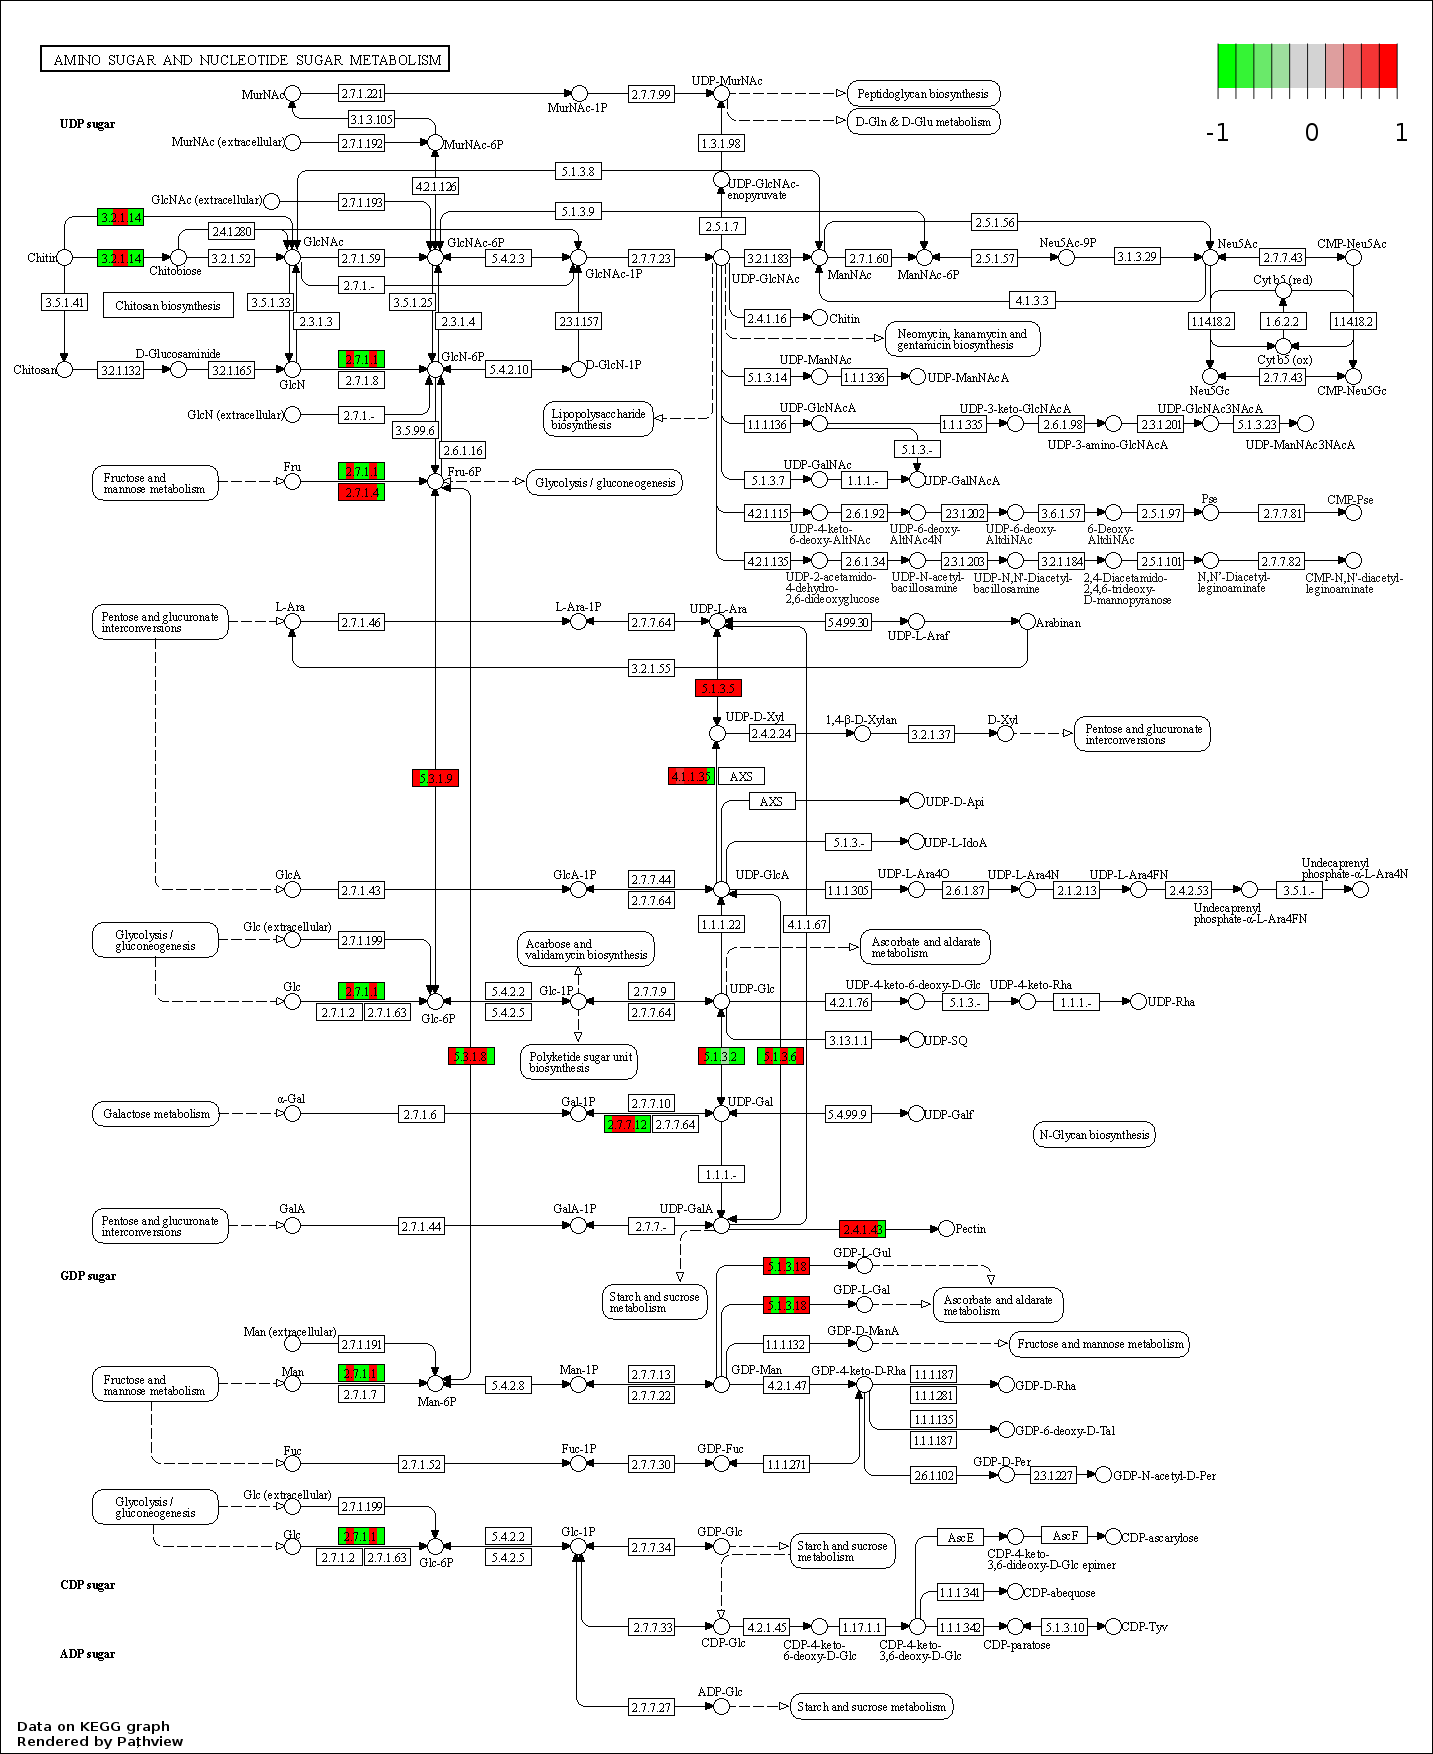 AMINO SUGAR AND NUCLEOTIDE SUGAR METABOLISM
-1 0 1
UDP sugar
MurNAc 2.7.1.221 MurNAc-1P 2.7.7.99 UDP-MurNAc Peptidoglycan biosynthesis
3.1.3.105 D-Gln & D-Glu metabolism
MurNAc (extracellular) 2.7.1.192 MurNAc-6P 1.3.1.98
4.2.1.126 5.1.3.8 UDP-GlcNAc-
enopyruvate
GlcNAc (extracellular) 2.7.1.193 5.1.3.9 2.5.1.7 2.5.1.56
3.2.1.14 2.4.1.280
Chitin 3.2.1.14 Chitobiose 3.2.1.52 GlcNAc 2.7.1.59 GlcNAc-6P 5.4.2.3 GlcNAc-1P 2.7.7.23 UDP-GlcNAc 3.2.1.183 ManNAc 2.7.1.60 ManNAc-6P 2.5.1.57 Neu5Ac-9P 3.1.3.29 Neu5Ac 2.7.7.43 CMP-Neu5Ac
2.7.1.- 4.1.3.3 Cyt b5 (red)
3.5.1.41 Chitosan biosynthesis 3.5.1.33 2.3.1.3 3.5.1.25 2.3.1.4 2.3.1.157 2.4.1.16 Chitin 1.14.18.2 1.6.2.2 1.14.18.2
Neomycin, kanamycin and
gentamicin biosynthesis
Cyt b5 (ox)
Chitosan 3.2.1.132 D-Glucosaminide 3.2.1.165 GlcN 2.7.1.1 2.7.1.8 GlcN-6P 5.4.2.10 D-GlcN-1P UDP-ManNAc 5.1.3.14 1.1.1.336 UDP-ManNAcA Neu5Gc 2.7.7.43 CMP-Neu5Gc
GlcN (extracellular) 2.7.1.- 3.5.99.6 2.6.1.16
Lipopolysaccharide
biosynthesis
UDP-GlcNAcA 1.1.1.136 UDP-3-keto-GlcNAcA 1.1.1.335 2.6.1.98 UDP-3-amino-GlcNAcA UDP-GlcNAc3NAcA 2.3.1.201 5.1.3.23 UDP-ManNAc3NAcA
5.1.3.-
Fructose and
mannose metabolism
Fru 2.7.1.1 2.7.1.4 Fru-6P Glycolysis / gluconeogenesis
UDP-GalNAc 5.1.3.7 1.1.1.- UDP-GalNAcA
4.2.1.115 2.6.1.92 2.3.1.202 3.6.1.57 2.5.1.97 Pse 2.7.7.81 CMP-Pse
UDP-4-keto-
6-deoxy-AltNAc
UDP-6-deoxy-
AltNAc4N
UDP-6-deoxy-
AltdiNAc
6-Deoxy-
AltdiNAc
4.2.1.135 2.6.1.34 2.3.1.203 3.2.1.184 2.5.1.101 2.7.7.82
UDP-2-acetamido-
4-dehydro-
2,6-dideoxyglucose
UDP-N-acetyl-
bacillosamine
UDP-N,N'-Diacetyl-
bacillosamine
2,4-Diacetamido-
2,4,6-trideoxy-
D-mannopyranose
N,N'-Diacetyl-
leginoaminate
CMP-N,N'-diacetyl-
leginoaminate
Pentose and glucuronate
interconversions
L-Ara 2.7.1.46 L-Ara-1P 2.7.7.64 UDP-L-Ara 5.4.99.30 UDP-L-Araf Arabinan
3.2.1.55
5.1.3.5
UDP-D-Xyl 2.4.2.24 1,4-β-D-Xylan 3.2.1.37 D-Xyl
Pentose and glucuronate
interconversions
5.3.1.9 4.1.1.35 AXS
AXS UDP-D-Api
5.1.3.- UDP-L-IdoA
GlcA 2.7.1.43 GlcA-1P 2.7.7.44 2.7.7.64 UDP-GlcA 1.1.1.305 UDP-L-Ara4O 2.6.1.87 UDP-L-Ara4N 2.1.2.13 UDP-L-Ara4FN 2.4.2.53 3.5.1.-
Undecaprenyl
phosphate-α-L-Ara4N
Undecaprenyl
phosphate-α-L-Ara4FN
Glycolysis /
gluconeogenesis
Glc (extracellular) 2.7.1.199 1.1.1.22 4.1.1.67
Acarbose and
validamycin biosynthesis
Ascorbate and aldarate
metabolism
Glc 2.7.1.1 2.7.1.2 2.7.1.63 Glc-6P 5.4.2.2 5.4.2.5 Glc-1P 2.7.7.9 2.7.7.64 UDP-Glc 4.2.1.76 UDP-4-keto-6-deoxy-D-Glc 5.1.3.- UDP-4-keto-Rha 1.1.1.- UDP-Rha
3.13.1.1 UDP-SQ
5.3.1.8
Polyketide sugar unit
biosynthesis
5.1.3.2 5.1.3.6
Galactose metabolism α-Gal 2.7.1.6 Gal-1P 2.7.7.10 2.7.7.12 2.7.7.64 UDP-Gal 5.4.99.9 UDP-Galf
N-Glycan biosynthesis
1.1.1.-
Pentose and glucuronate
interconversions
GalA 2.7.1.44 GalA-1P 2.7.7.- UDP-GalA 2.4.1.43 Pectin
GDP sugar
Starch and sucrose
metabolism
5.1.3.18 GDP-L-Gul
5.1.3.18 GDP-L-Gal
Ascorbate and aldarate
metabolism
Man (extracellular) 2.7.1.191 1.1.1.132 GDP-D-ManA Fructose and mannose metabolism
Fructose and
mannose metabolism
Man 2.7.1.1 2.7.1.7 Man-6P 5.4.2.8 Man-1P 2.7.7.13 2.7.7.22 GDP-Man 4.2.1.47 GDP-4-keto-D-Rha 1.1.1.187 1.1.1.281 GDP-D-Rha
1.1.1.135 1.1.1.187 GDP-6-deoxy-D-Tal
Fuc 2.7.1.52 Fuc-1P 2.7.7.30 GDP-Fuc 1.1.1.271 2.6.1.102 GDP-D-Per 2.3.1.227 GDP-N-acetyl-D-Per
Glycolysis /
gluconeogenesis
Glc (extracellular) 2.7.1.199
Glc 2.7.1.1 2.7.1.2 2.7.1.63 Glc-6P 5.4.2.2 5.4.2.5 Glc-1P 2.7.7.34 GDP-Glc
Starch and sucrose
metabolism
AscE AscF CDP-ascarylose
CDP-4-keto-
3,6-dideoxy-D-Glc epimer
CDP sugar
1.1.1.341 CDP-abequose
2.7.7.33 CDP-Glc 4.2.1.45 1.17.1.1 1.1.1.342 CDP-paratose 5.1.3.10 CDP-Tyv
CDP-4-keto-
6-deoxy-D-Glc
CDP-4-keto-
3,6-deoxy-D-Glc
ADP sugar
2.7.7.27 ADP-Glc Starch and sucrose metabolism
Data on KEGG graph
Rendered by Pathview